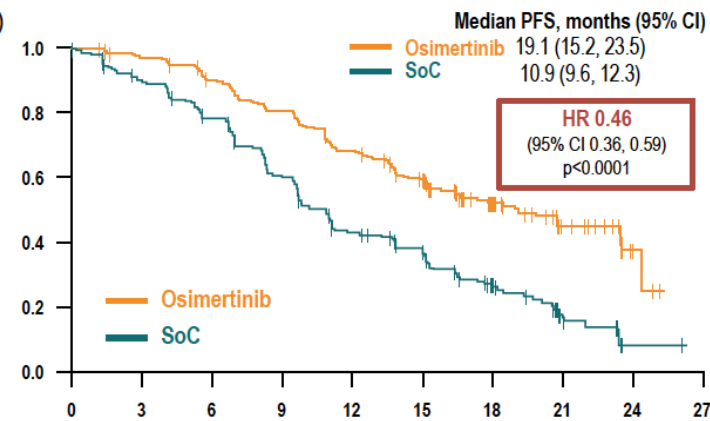 )
Median PFS, months (95% CI)
Osimertinib 19.1 (15.2, 23.5)
SoC 10.9 (9.6, 12.3)
HR 0.46
(95% CI 0.36, 0.59)
p<0.0001
1.0
0.8
0.6
0.4
0.2
0.0
Osimertinib
SoC
0 3 6 9 12 15 18 21 24 27